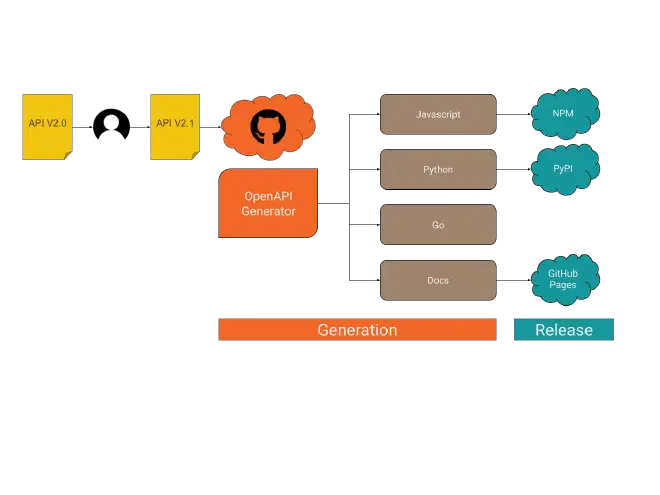 API V2.0
API V2.1
OpenAPI
Generator
Javascript
Python
Go
Docs
NPM
PyPI
GitHub
Pages
Generation
Release